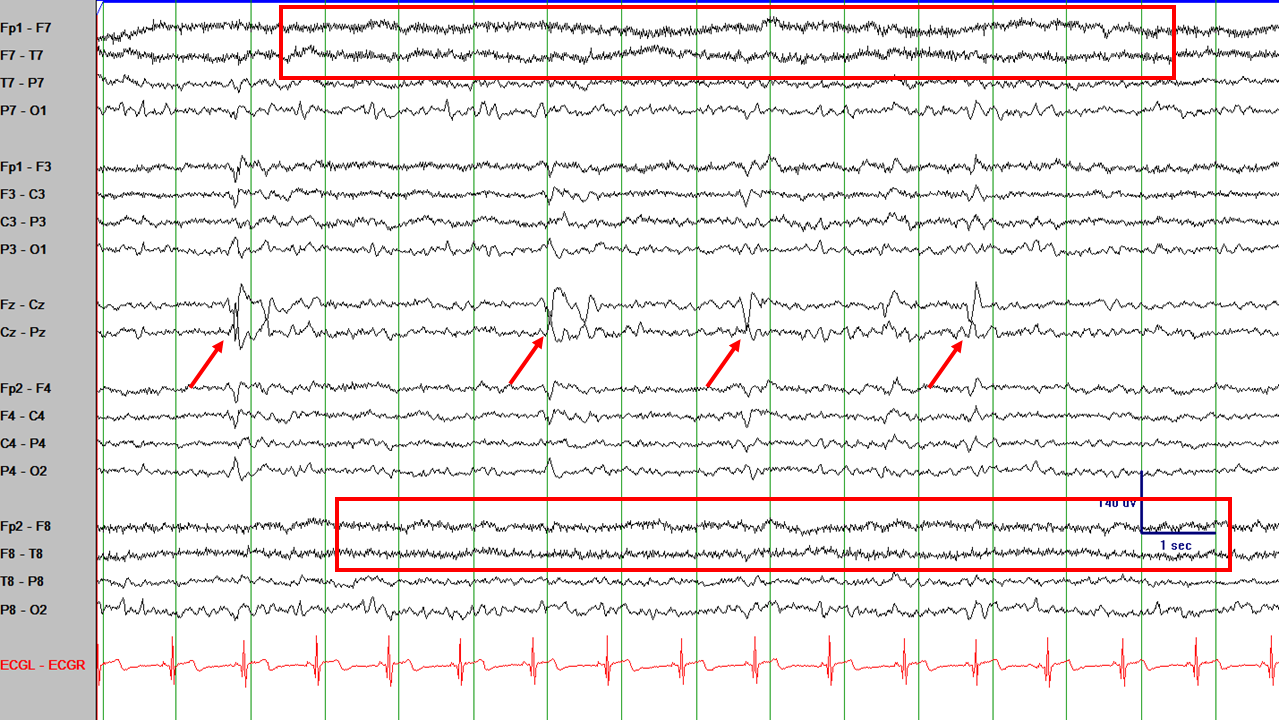 Fp1 - F7
F7 - T7
T7 - P7
P7 - O1
Fp1 - F3
F3 - C3
C3 - P3
P3 - O1
Fz - Cz
Cz - Pz
Fp2 - F4
F4 - C4
C4 - P4
P4 - O2
140 uV
Fp2 - F8
1 sec
F8 - T8
T8 - P8
P8 - O2
ECGL - ECGR